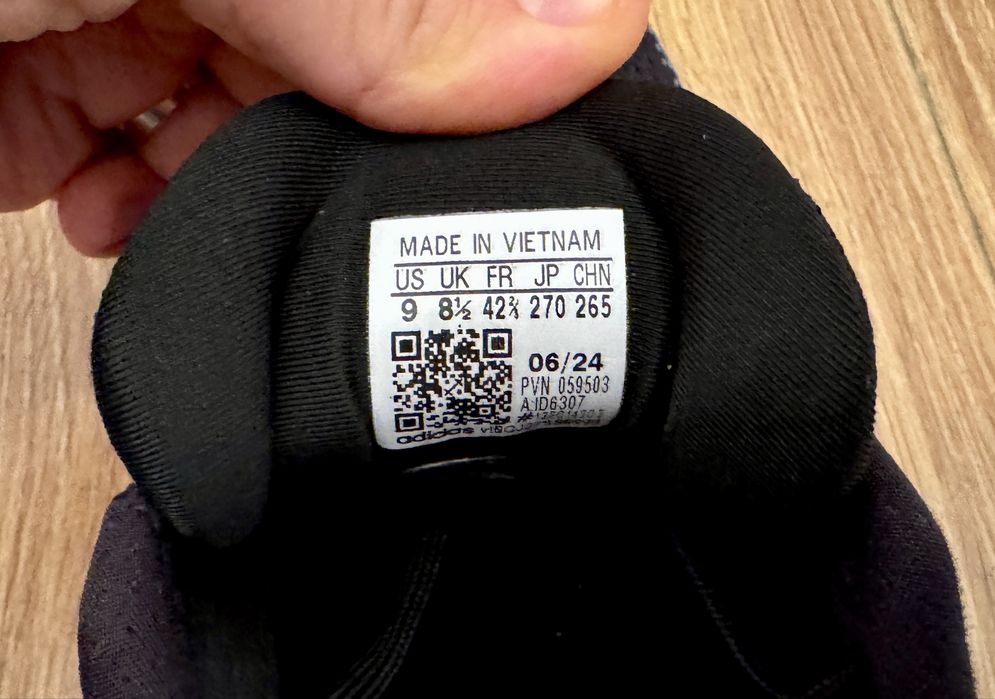 MADE IN VIETNAM
US UK FR JP CHN
9 8½ 42⅔ 270 265
06/24
PVN 059503
A ID6307
adidas